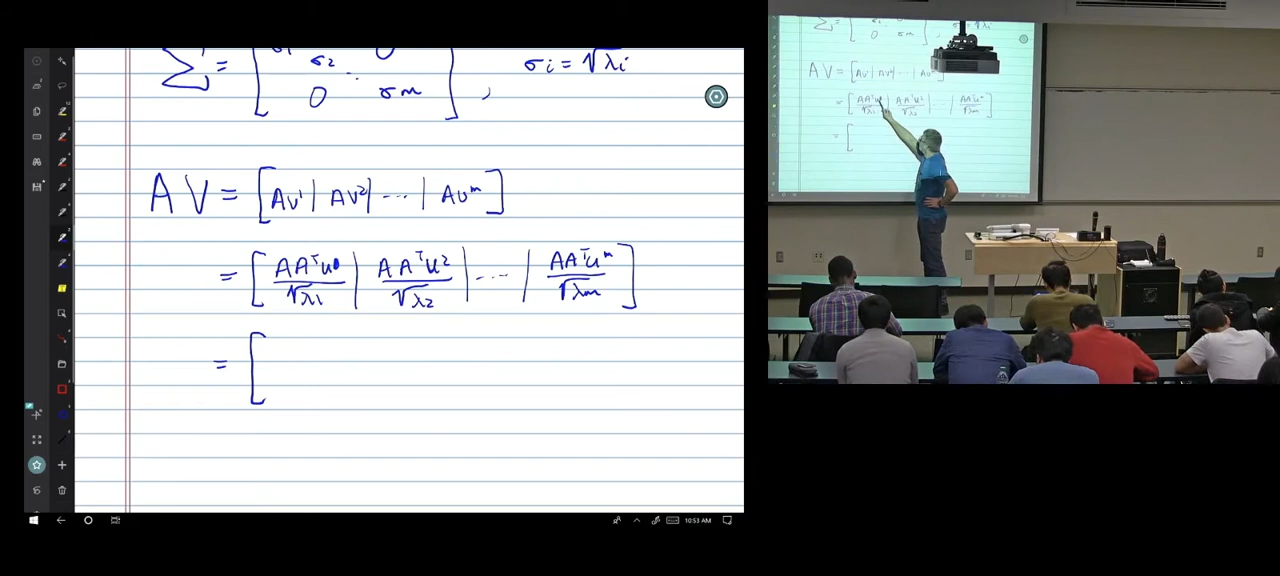 Σ = [ σ1 0 σ2 ⋱ 0 σm ] , σi = √λi
AV = [ Av¹ | Av² | ⋯ | Avᵐ ]
= [ AAᵀu¹/√λ1 | AAᵀu²/√λ2 | ⋯ | AAᵀuᵐ/√λm ]
= [
10:53 AM